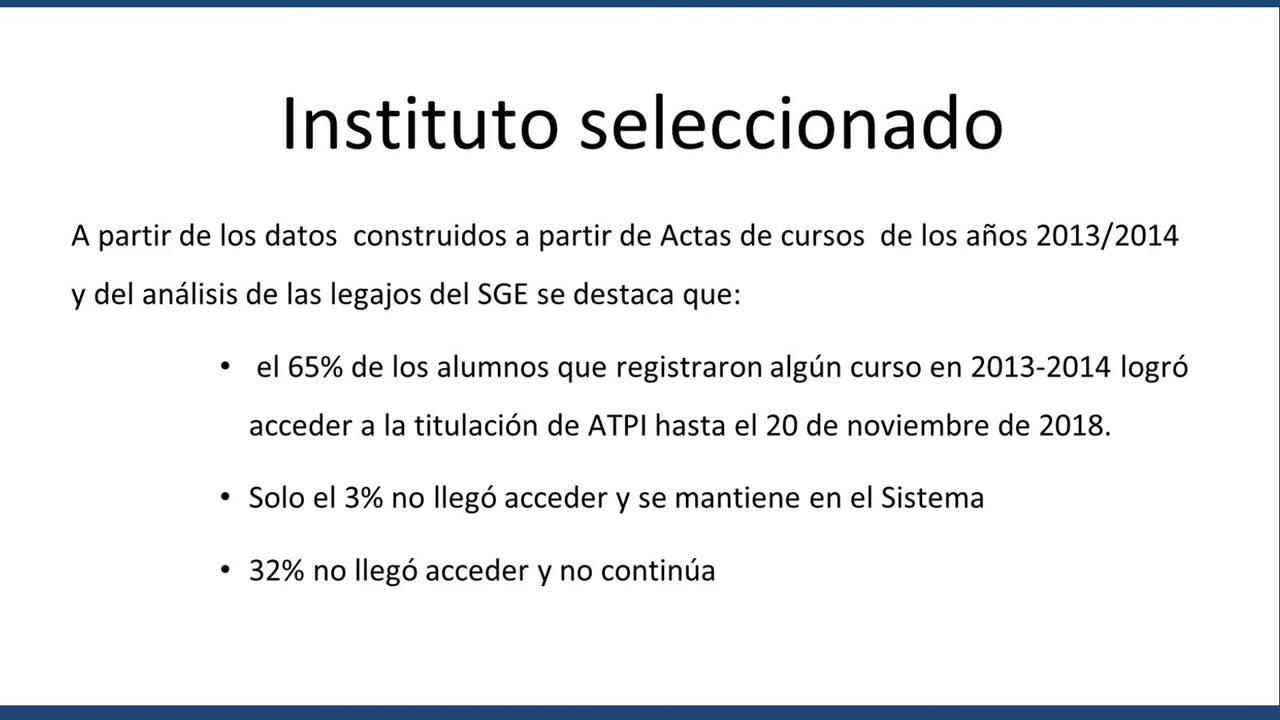 Instituto seleccionado
A partir de los datos  construidos a partir de Actas de cursos  de los años 2013/2014
y del análisis de las legajos del SGE se destaca que:
• el 65% de los alumnos que registraron algún curso en 2013-2014 logró
acceder a la titulación de ATPI hasta el 20 de noviembre de 2018.
• Solo el 3% no llegó acceder y se mantiene en el Sistema
• 32% no llegó acceder y no continúa